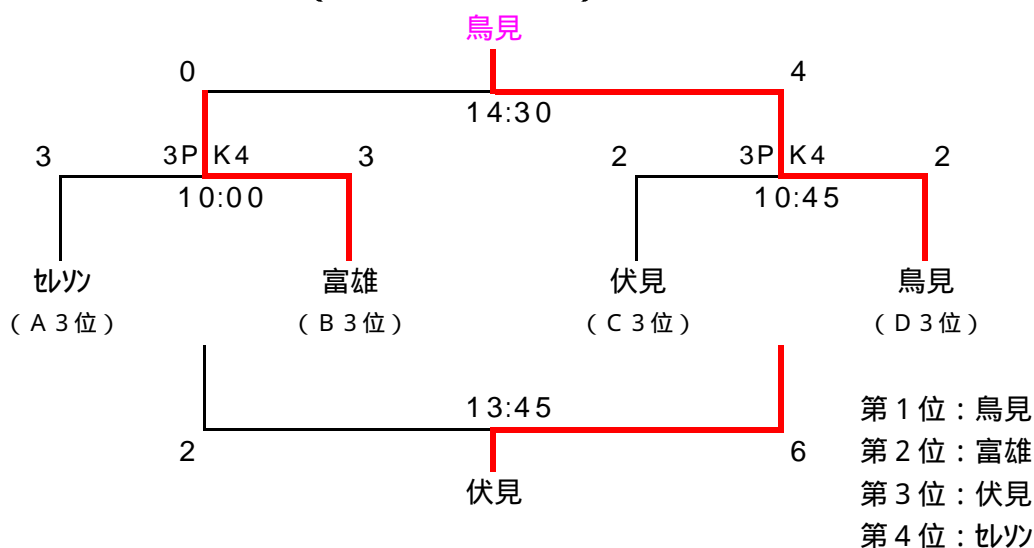 鳥見
0 4
14:30
3 3PK4 3 2 3PK4 2
10:00 10:45
ｾﾚｿﾝ 富雄 伏見 鳥見
（A3位） （B3位） （C3位） （D3位）
13:45
2 6
伏見
第1位：鳥見
第2位：富雄
第3位：伏見
第4位：ｾﾚｿﾝ